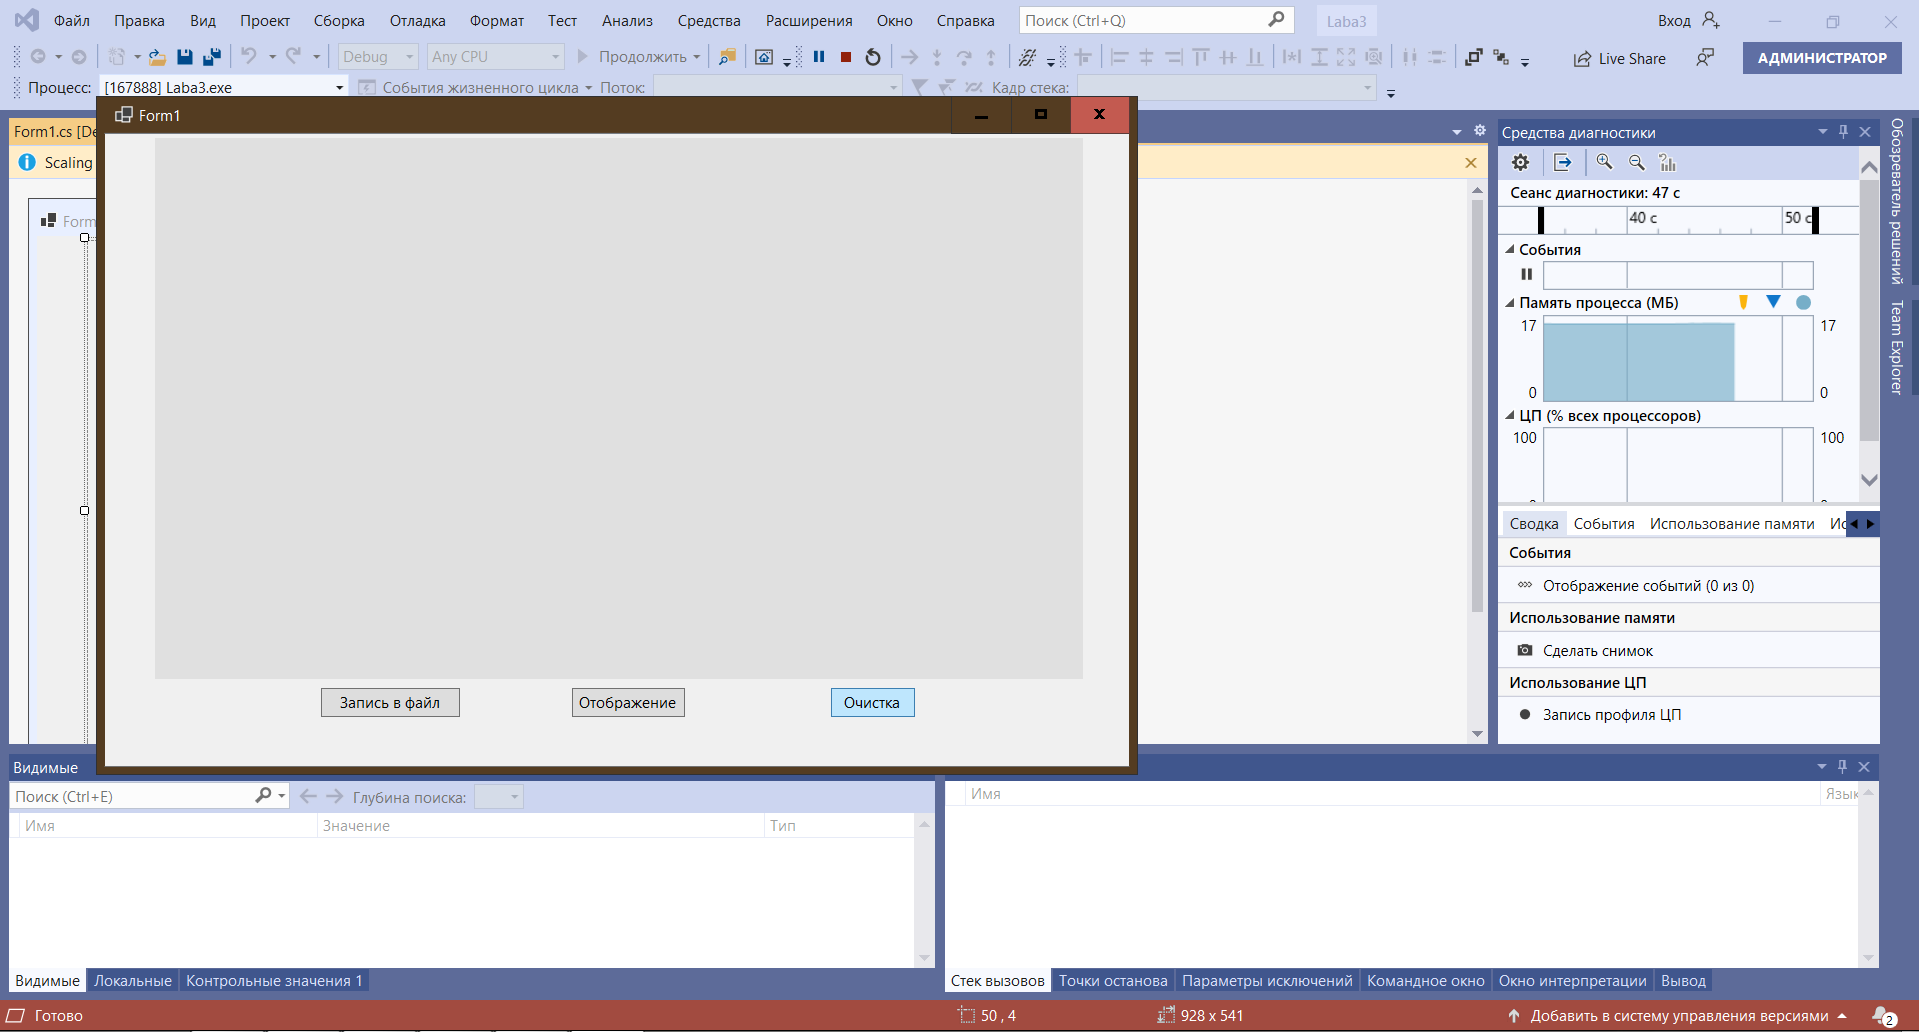 Файл Правка Вид Проект Сборка Отладка Формат Тест Анализ Средства Расширения Окно Справка Поиск (Ctrl+Q) Laba3 Вход
Debug Any CPU Продолжить Live Share АДМИНИСТРАТОР
Процесс: [167888] Laba3.exe События жизненного цикла Поток: Кадр стека:
Form1
Form1.cs [De
Scaling
Form
Запись в файл Отображение Очистка
Средства диагностики
Сеанс диагностики: 47 с
40 с 50 с
События
Память процесса (МБ)
17 17
0 0
ЦП (% всех процессоров)
100 100
Сводка События Использование памяти Ис
События
Отображение событий (0 из 0)
Использование памяти
Сделать снимок
Использование ЦП
Запись профиля ЦП
Обозреватель решений
Team Explorer
Видимые
Поиск (Ctrl+E) Глубина поиска:
Имя Значение Тип
Имя Язык
Видимые Локальные Контрольные значения 1
Стек вызовов Точки останова Параметры исключений Командное окно Окно интерпретации Вывод
Готово 50 , 4 928 x 541 Добавить в систему управления версиями 2